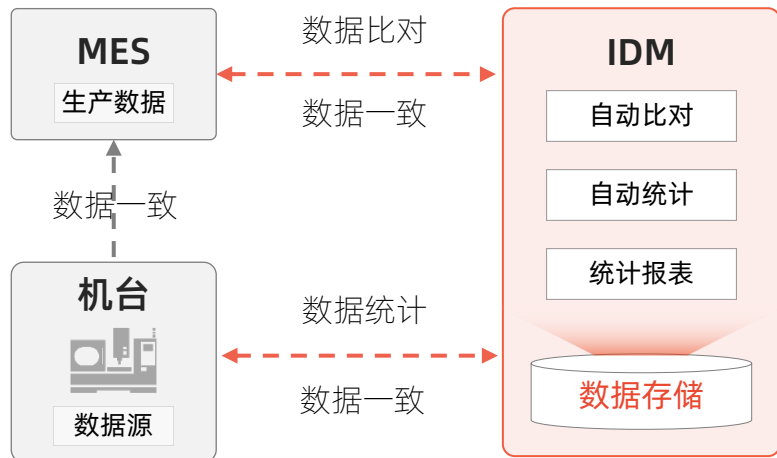 MES
生产数据
数据比对
数据一致
数据一致
机台
数据源
数据统计
数据一致
IDM
自动比对
自动统计
统计报表
数据存储